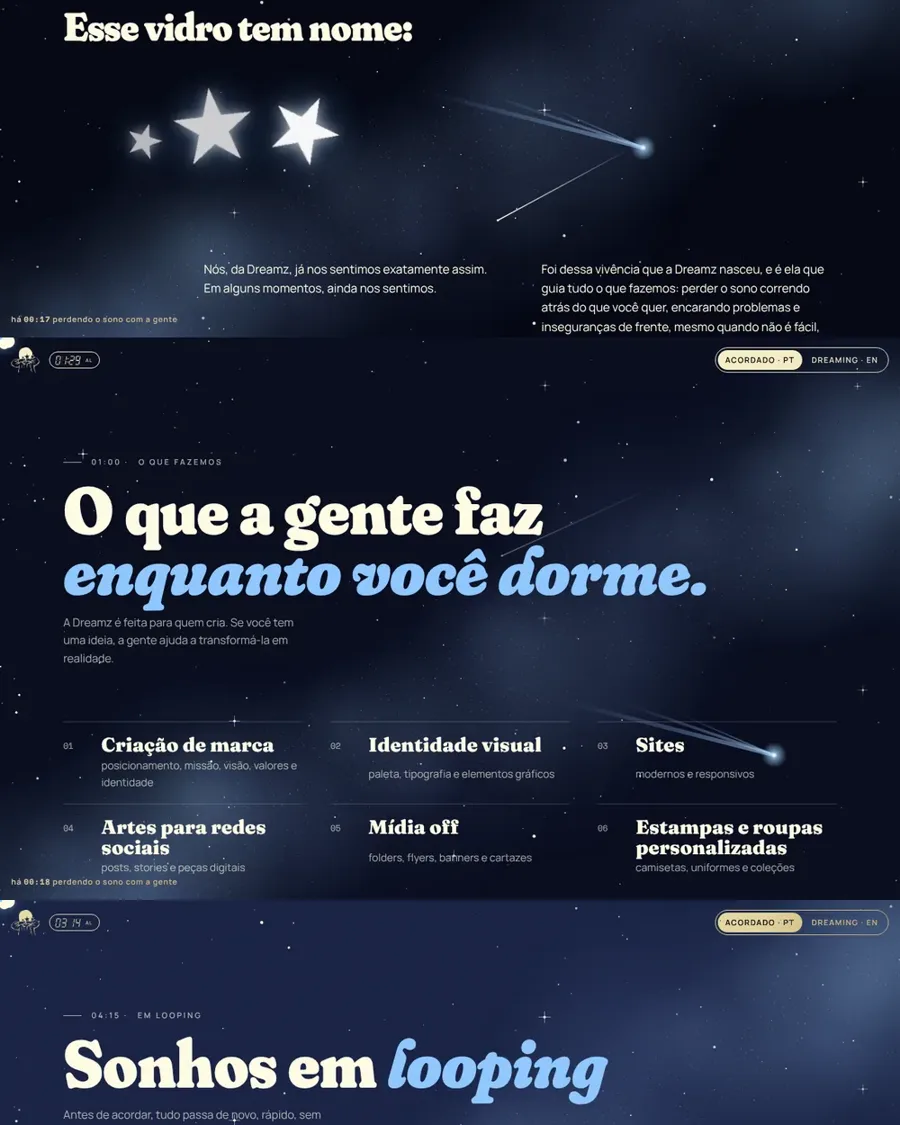 Esse vidro tem nome:
Nós, da Dreamz, já nos sentimos exatamente assim.
Em alguns momentos, ainda nos sentimos.
Foi dessa vivência que a Dreamz nasceu, e é ela que
guia tudo o que fazemos: perder o sono correndo
atrás do que você quer, encarando problemas e
inseguranças de frente, mesmo quando não é fácil,
há 00:17 perdendo o sono com a gente
01:29 AL
ACORDADO · PT DREAMING · EN
01:00 · O QUE FAZEMOS
O que a gente faz
enquanto você dorme.
A Dreamz é feita para quem cria. Se você tem
uma ideia, a gente ajuda a transformá-la em
realidade.
01 Criação de marca
posicionamento, missão, visão, valores e
identidade
02 Identidade visual
paleta, tipografia e elementos gráficos
03 Sites
modernos e responsivos
04 Artes para redes
sociais
posts, stories e peças digitais
05 Mídia off
folders, flyers, banners e cartazes
06 Estampas e roupas
personalizadas
camisetas, uniformes e coleções
há 00:18 perdendo o sono com a gente
03:14 AL
ACORDADO · PT DREAMING · EN
04:15 · EM LOOPING
Sonhos em looping
Antes de acordar, tudo passa de novo, rápido, sem